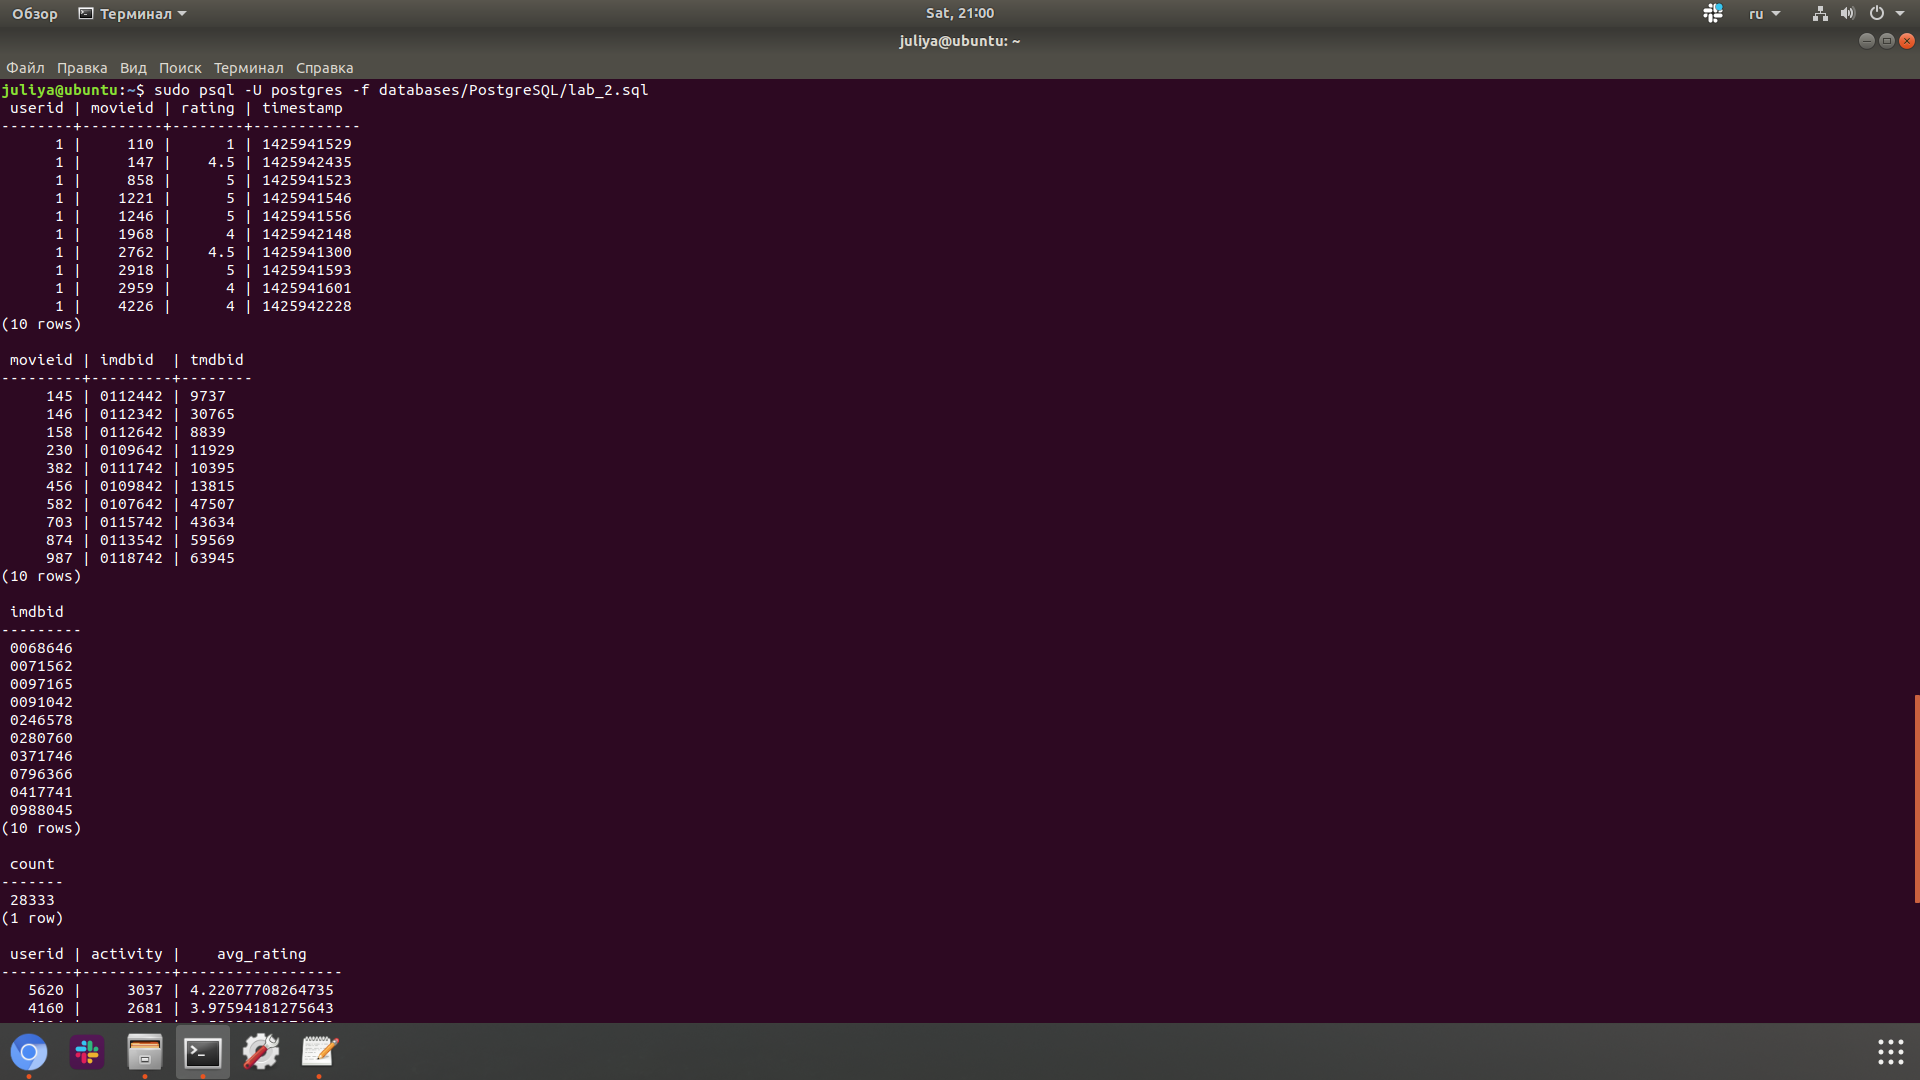 Обзор Терминал Sat, 21:00 ru
juliya@ubuntu: ~
Файл Правка Вид Поиск Терминал Справка
juliya@ubuntu:~$ sudo psql -U postgres -f databases/PostgreSQL/lab_2.sql
 userid | movieid | rating | timestamp
--------+---------+--------+------------
      1 |     110 |      1 | 1425941529
      1 |     147 |    4.5 | 1425942435
      1 |     858 |      5 | 1425941523
      1 |    1221 |      5 | 1425941546
      1 |    1246 |      5 | 1425941556
      1 |    1968 |      4 | 1425942148
      1 |    2762 |    4.5 | 1425941300
      1 |    2918 |      5 | 1425941593
      1 |    2959 |      4 | 1425941601
      1 |    4226 |      4 | 1425942228
(10 rows)

 movieid | imdbid  | tmdbid
---------+---------+--------
     145 | 0112442 | 9737
     146 | 0112342 | 30765
     158 | 0112642 | 8839
     230 | 0109642 | 11929
     382 | 0111742 | 10395
     456 | 0109842 | 13815
     582 | 0107642 | 47507
     703 | 0115742 | 43634
     874 | 0113542 | 59569
     987 | 0118742 | 63945
(10 rows)

 imdbid
---------
 0068646
 0071562
 0097165
 0091042
 0246578
 0280760
 0371746
 0796366
 0417741
 0988045
(10 rows)

 count
-------
 28333
(1 row)

 userid | activity |    avg_rating
--------+----------+------------------
   5620 |     3037 | 4.22077708264735
   4160 |     2681 | 3.97594181275643